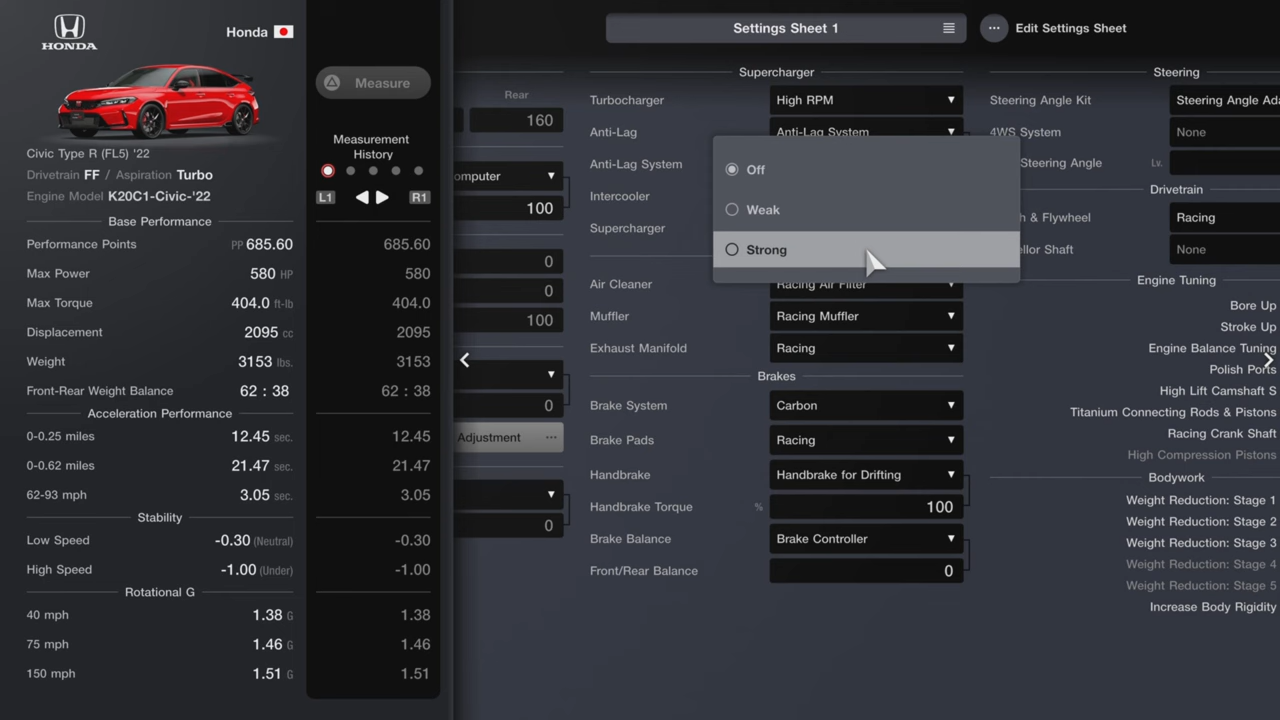 HONDA
Honda
Civic Type R (FL5) '22
Drivetrain FF / Aspiration Turbo
Engine Model K20C1-Civic-'22
Base Performance
Performance Points PP 685.60
Max Power 580 HP
Max Torque 404.0 ft-lb
Displacement 2095 cc
Weight 3153 lbs.
Front-Rear Weight Balance 62 : 38
Acceleration Performance
0-0.25 miles 12.45 sec.
0-0.62 miles 21.47 sec.
62-93 mph 3.05 sec.
Stability
Low Speed -0.30 (Neutral)
High Speed -1.00 (Under)
Rotational G
40 mph 1.38 G
75 mph 1.46 G
150 mph 1.51 G
Measure
Measurement
History
L1 R1
685.60
580
404.0
2095
3153
62 : 38
12.45
21.47
3.05
-0.30
-1.00
1.38
1.46
1.51
Settings Sheet 1
Edit Settings Sheet
Rear
160
omputer
100
0
0
100
0
Adjustment
0
Supercharger
Turbocharger High RPM
Anti-Lag Anti-Lag System
Anti-Lag System
Intercooler
Supercharger
Off
Weak
Strong
Air Cleaner Racing Air Filter
Muffler Racing Muffler
Exhaust Manifold Racing
Brakes
Brake System Carbon
Brake Pads Racing
Handbrake Handbrake for Drifting
Handbrake Torque % 100
Brake Balance Brake Controller
Front/Rear Balance 0
Steering
Steering Angle Kit Steering Angle Ada
4WS System None
Steering Angle Lv.
Drivetrain
h & Flywheel Racing
ellor Shaft None
Engine Tuning
Bore Up
Stroke Up
Engine Balance Tuning
Polish Ports
High Lift Camshaft S
Titanium Connecting Rods & Pistons
Racing Crank Shaft
High Compression Pistons
Bodywork
Weight Reduction: Stage 1
Weight Reduction: Stage 2
Weight Reduction: Stage 3
Weight Reduction: Stage 4
Weight Reduction: Stage 5
Increase Body Rigidity